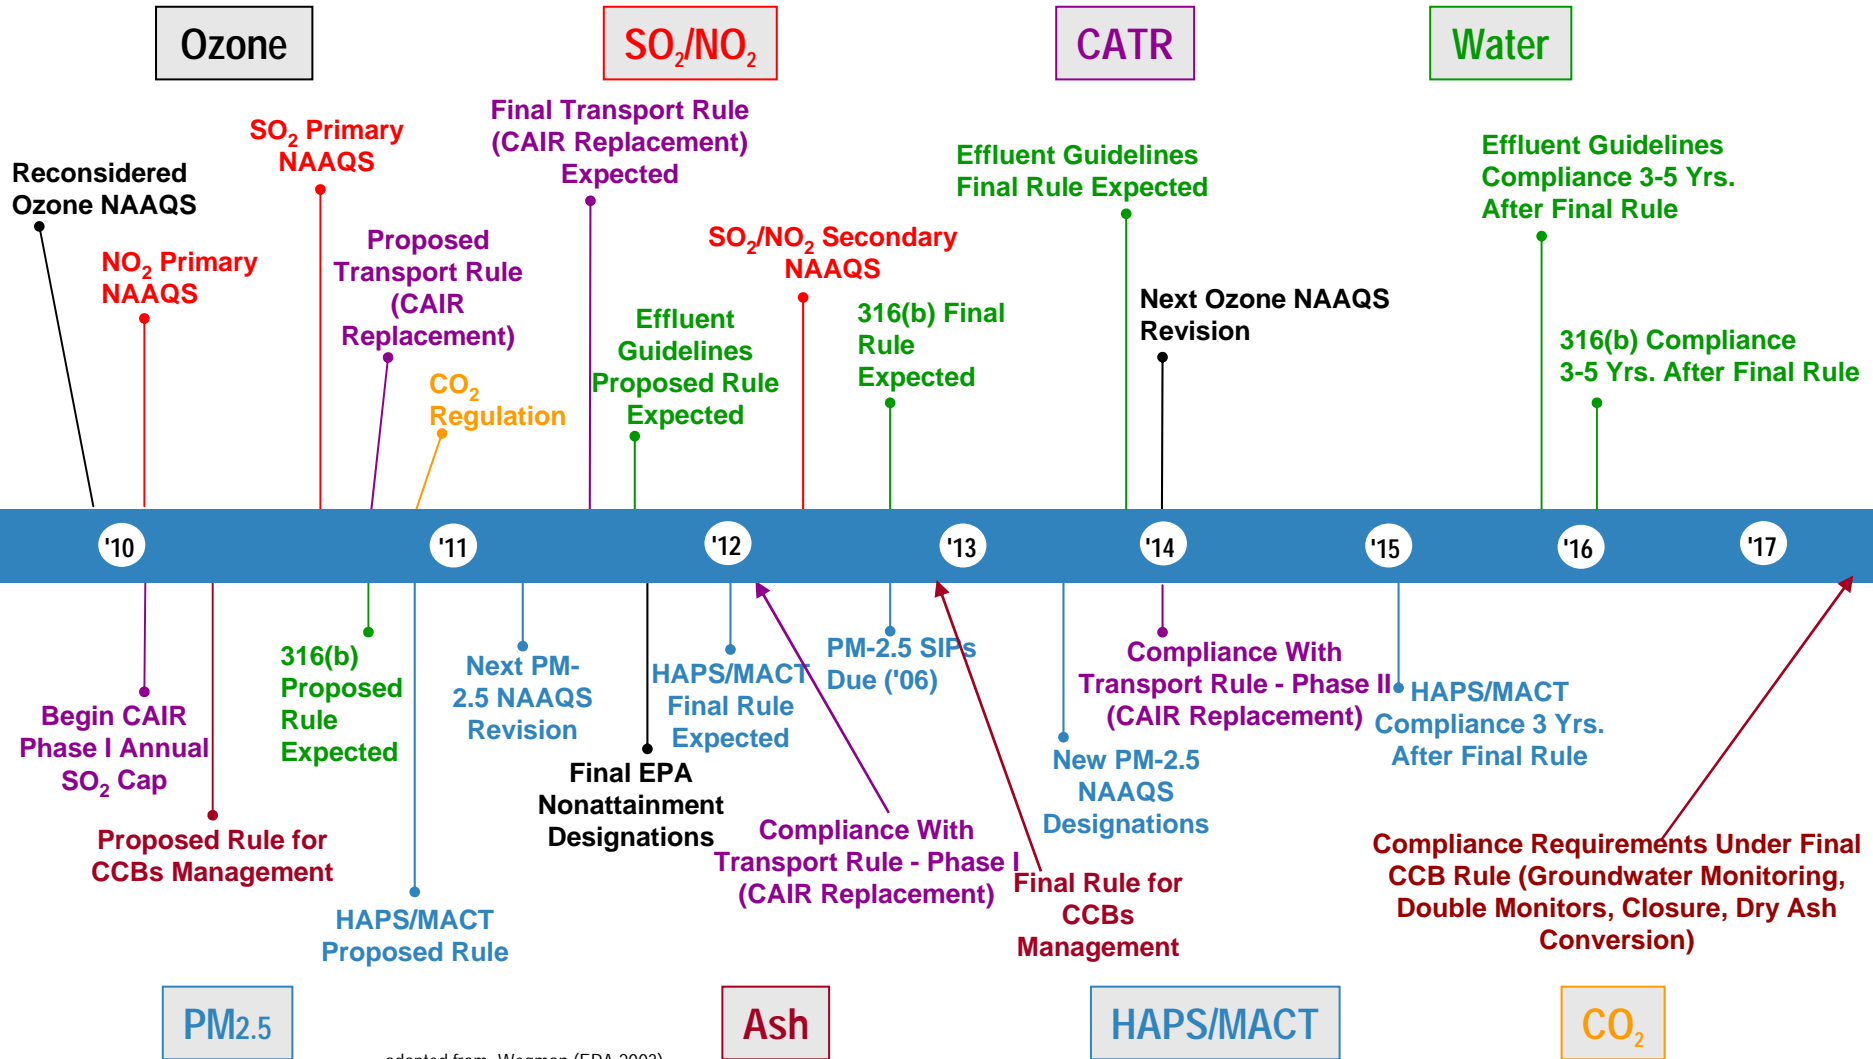 Ozone
SO2/NO2
CATR
Water
Reconsidered
Ozone NAAQS
NO2 Primary
NAAQS
SO2 Primary
NAAQS
Proposed
Transport Rule
(CAIR
Replacement)
CO2
Regulation
Final Transport Rule
(CAIR Replacement)
Expected
Effluent
Guidelines
Proposed Rule
Expected
SO2/NO2 Secondary
NAAQS
316(b) Final
Rule
Expected
Effluent Guidelines
Final Rule Expected
Next Ozone NAAQS
Revision
Effluent Guidelines
Compliance 3-5 Yrs.
After Final Rule
316(b) Compliance
3-5 Yrs. After Final Rule
'10
'11
'12
'13
'14
'15
'16
'17
Begin CAIR
Phase I Annual
SO2 Cap
Proposed Rule for
CCBs Management
316(b)
Proposed
Rule
Expected
HAPS/MACT
Proposed Rule
Next PM-
2.5 NAAQS
Revision
Final EPA
Nonattainment
Designations
HAPS/MACT
Final Rule
Expected
Compliance With
Transport Rule - Phase I
(CAIR Replacement)
PM-2.5 SIPs
Due ('06)
Final Rule for
CCBs
Management
New PM-2.5
NAAQS
Designations
Compliance With
Transport Rule - Phase II
(CAIR Replacement)
HAPS/MACT
Compliance 3 Yrs.
After Final Rule
Compliance Requirements Under Final
CCB Rule (Groundwater Monitoring,
Double Monitors, Closure, Dry Ash
Conversion)
PM2.5
Ash
HAPS/MACT
CO2
adapted from Wegman (EPA 2003)